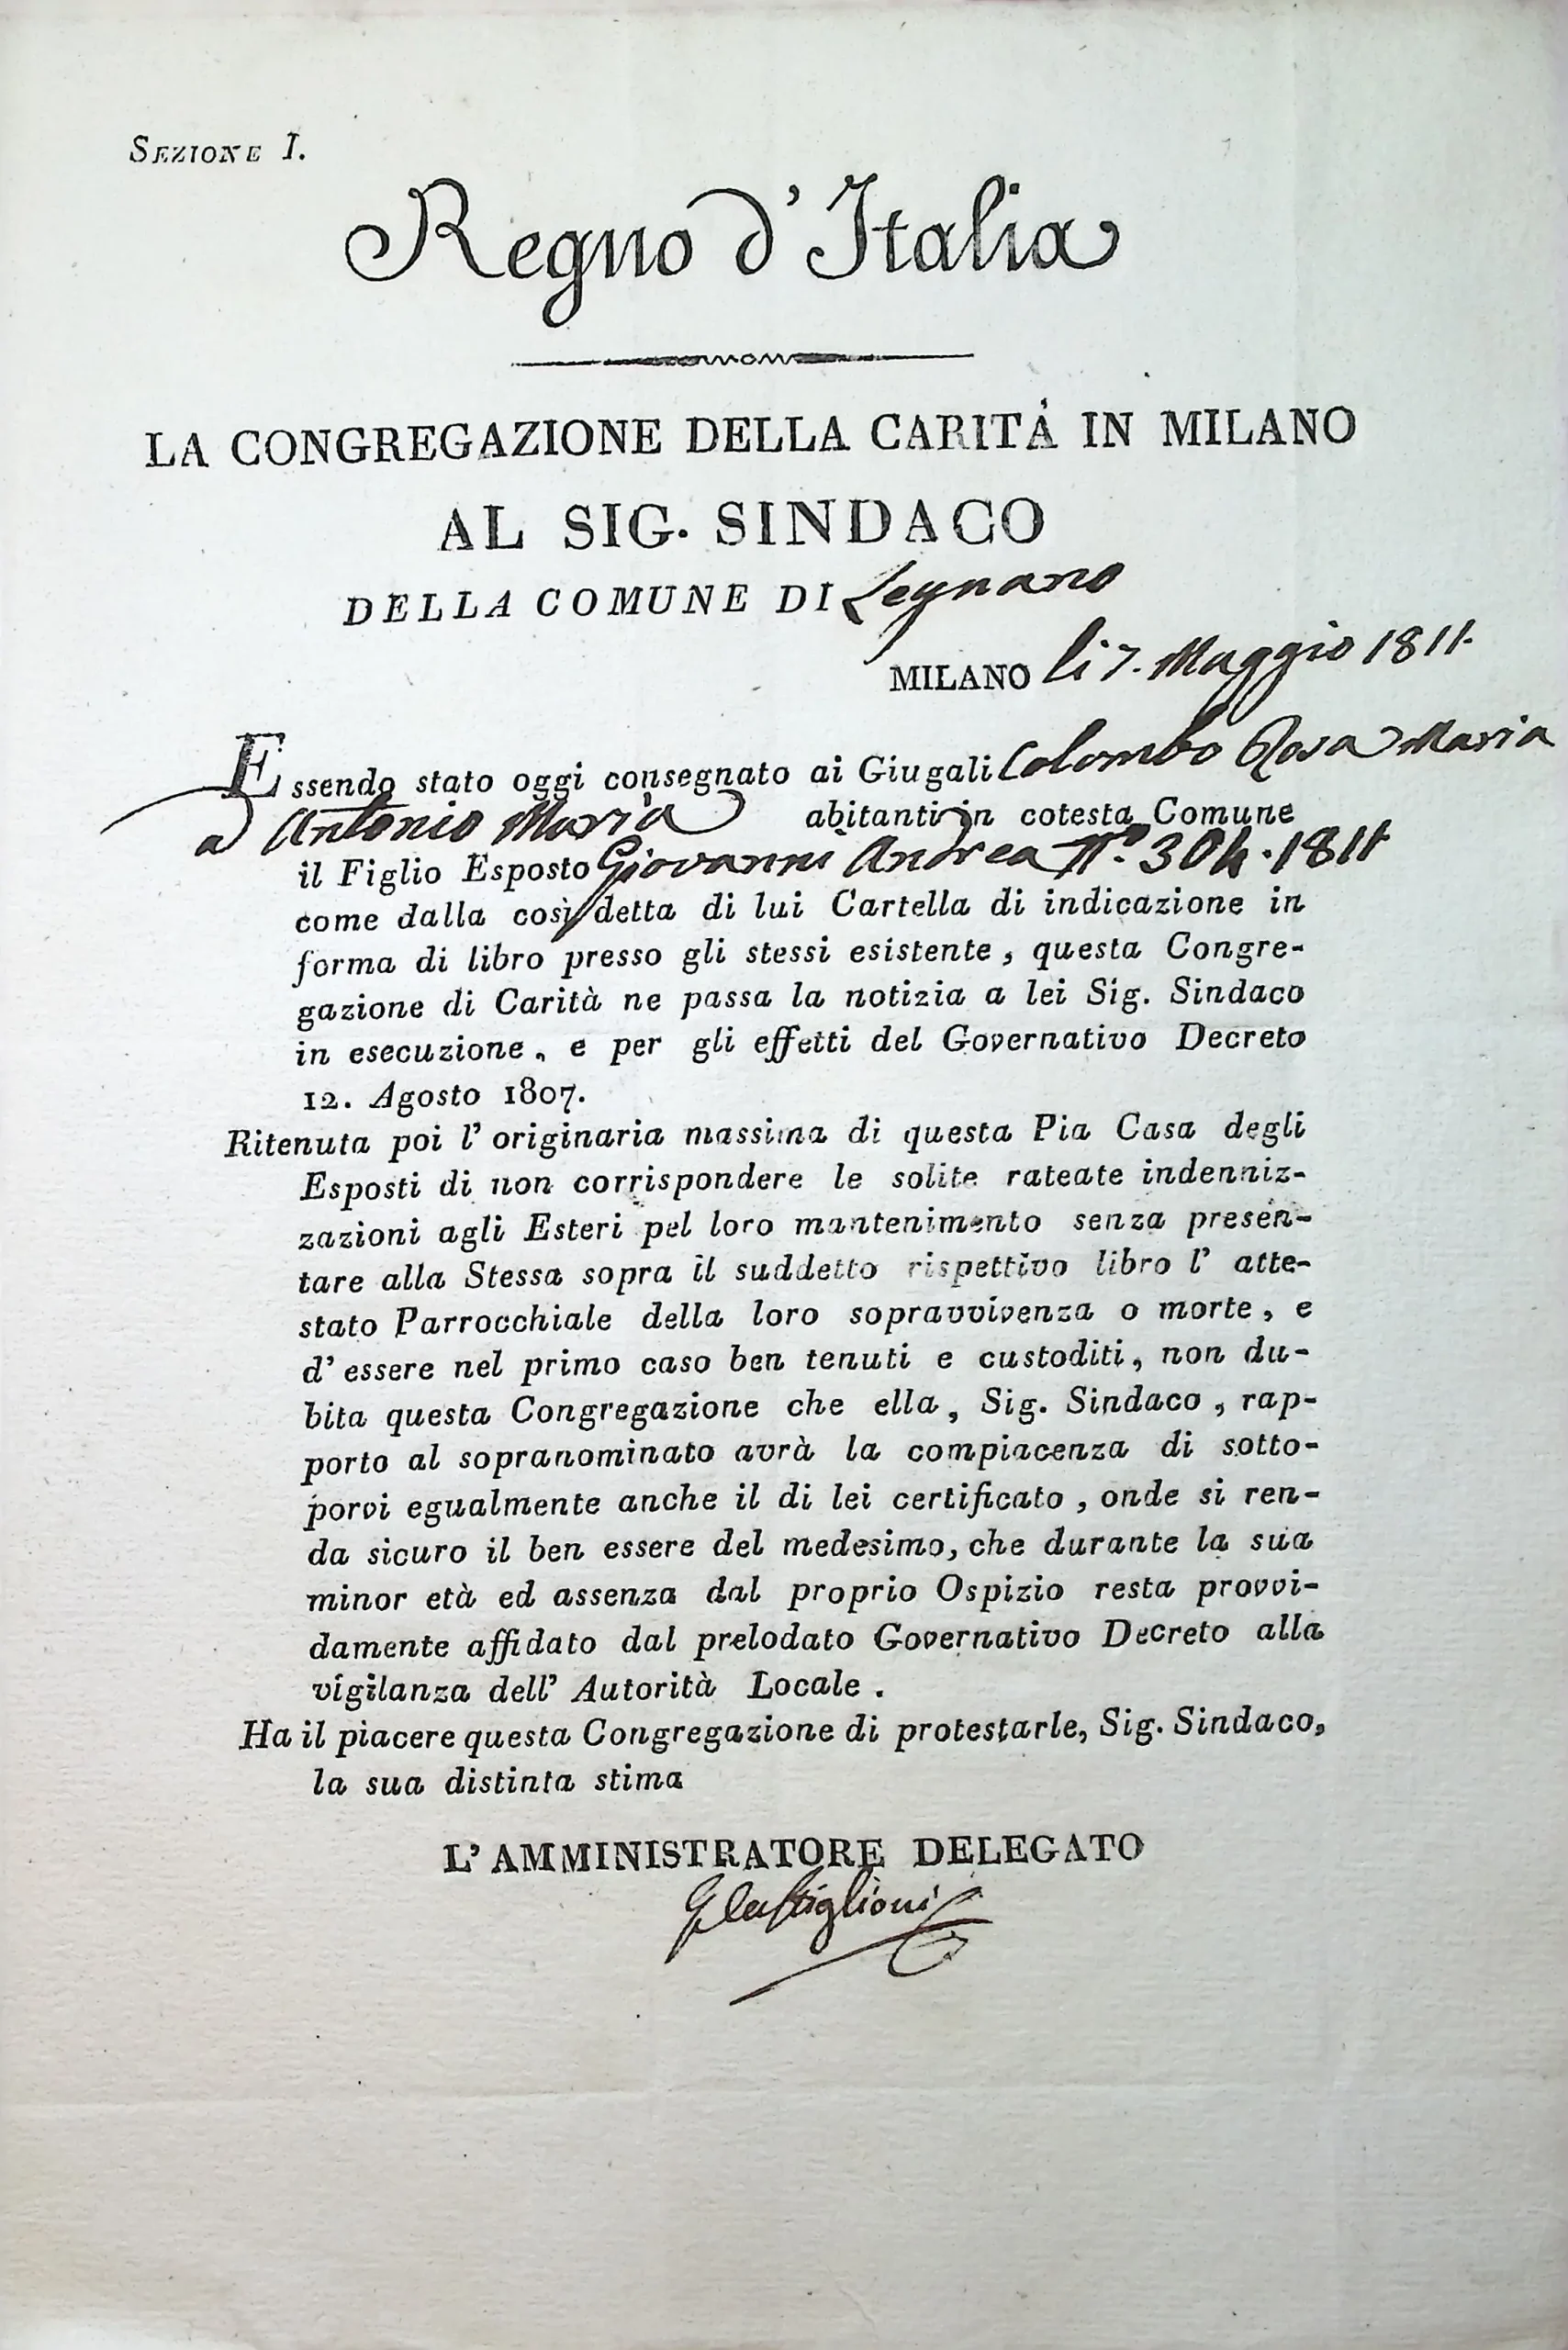 SEZIONE I.
Regno d'Italia
LA CONGREGAZIONE DELLA CARITÀ IN MILANO
AL SIG. SINDACO
DELLA COMUNE DI Legnano
MILANO li 7. Maggio 1811.
Essendo stato oggi consegnato ai Giugali Colombo Rosa Maria
a Antonio Maria abitanti in cotesta Comune
il Figlio Esposto Giovanni Andrea N.º 304. 1811
come dalla così detta di lui Cartella di indicazione in
forma di libro presso gli stessi esistente, questa Congre-
gazione di Carità ne passa la notizia a lei Sig. Sindaco
in esecuzione, e per gli effetti del Governativo Decreto
12. Agosto 1807.
Ritenuta poi l'originaria massima di questa Pia Casa degli
Esposti di non corrispondere le solite rateate indenniz-
zazioni agli Esteri pel loro mantenimento senza presen-
tare alla Stessa sopra il suddetto rispettivo libro l'atte-
stato Parrocchiale della loro sopravvivenza o morte, e
d'essere nel primo caso ben tenuti e custoditi, non du-
bita questa Congregazione che ella, Sig. Sindaco, rap-
porto al sopranominato avrà la compiacenza di sotto-
porvi egualmente anche il di lei certificato, onde si ren-
da sicuro il ben essere del medesimo, che durante la sua
minor età ed assenza dal proprio Ospizio resta provvi-
damente affidato dal prelodato Governativo Decreto alla
vigilanza dell'Autorità Locale.
Ha il piacere questa Congregazione di protestarle, Sig. Sindaco,
la sua distinta stima
L'AMMINISTRATORE DELEGATO